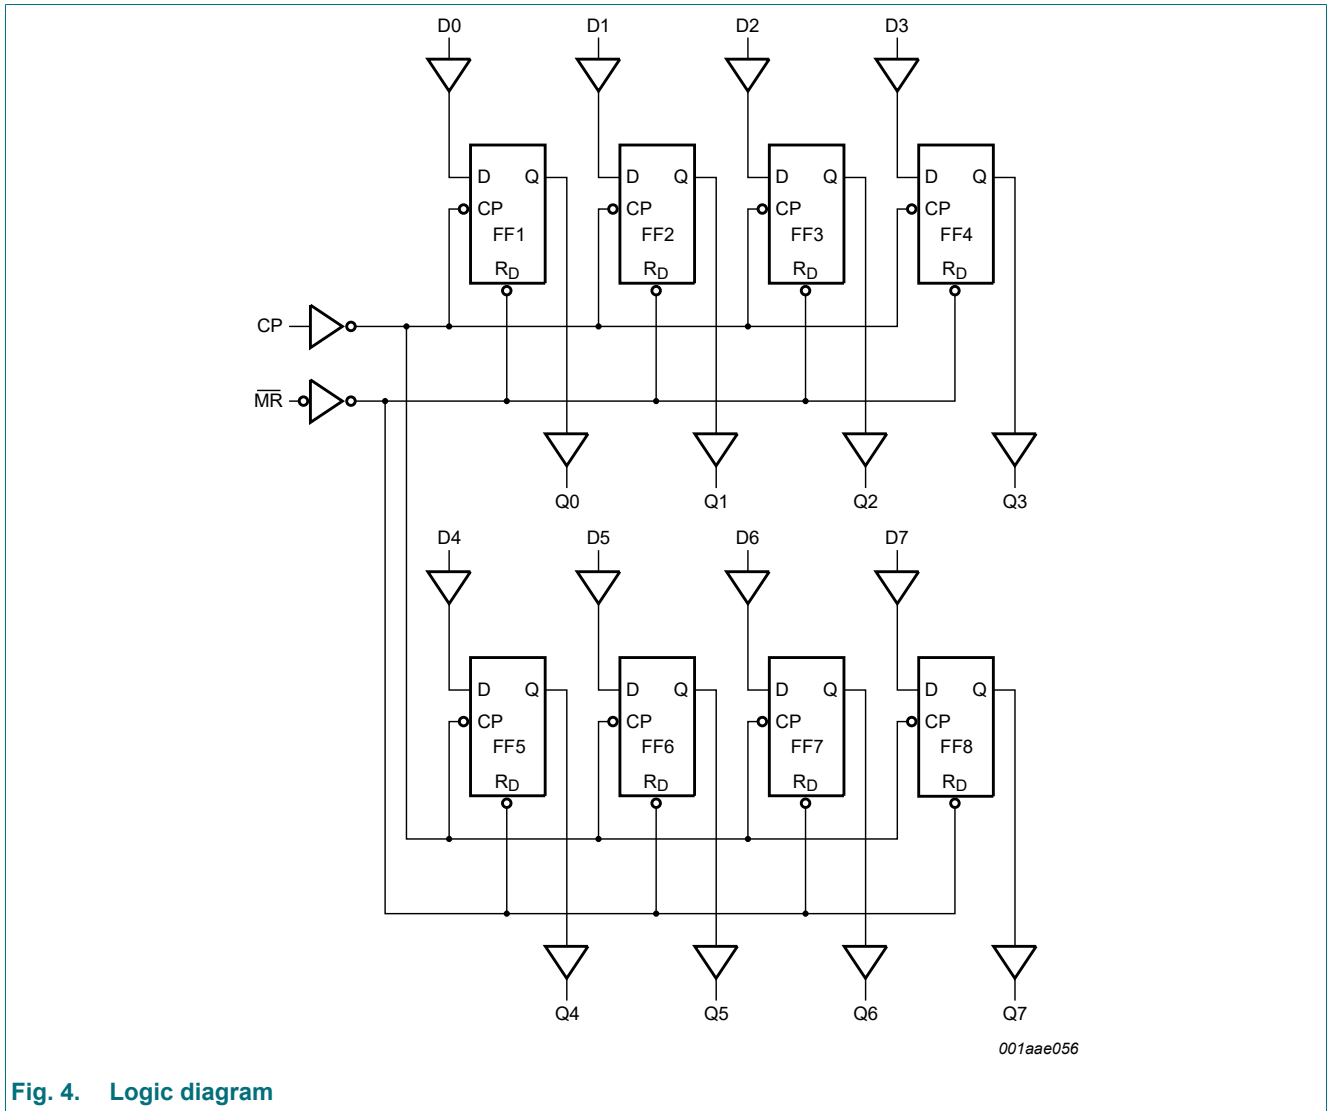 D0 D1 D2 D3
D Q D Q D Q D Q
CP CP CP CP
FF1 FF2 FF3 FF4
RD RD RD RD
CP
MR
Q0 Q1 Q2 Q3
D4 D5 D6 D7
D Q D Q D Q D Q
CP CP CP CP
FF5 FF6 FF7 FF8
RD RD RD RD
Q4 Q5 Q6 Q7
001aae056
Fig. 4. Logic diagram